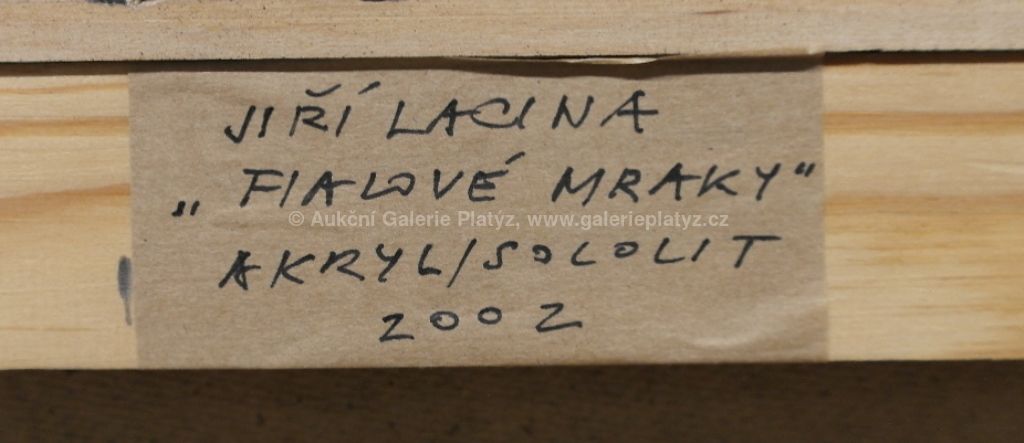 JIŘÍ LACINA
„FIALOVÉ MRAKY"
© Aukční Galerie Platýz, www.galerieplatyz.cz
AKRYL/SOLOLIT
2002